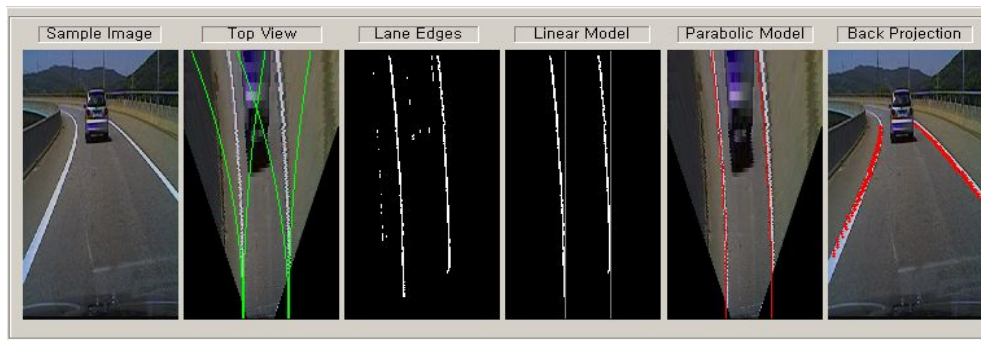 Sample Image
Top View
Lane Edges
Linear Model
Parabolic Model
Back Projection